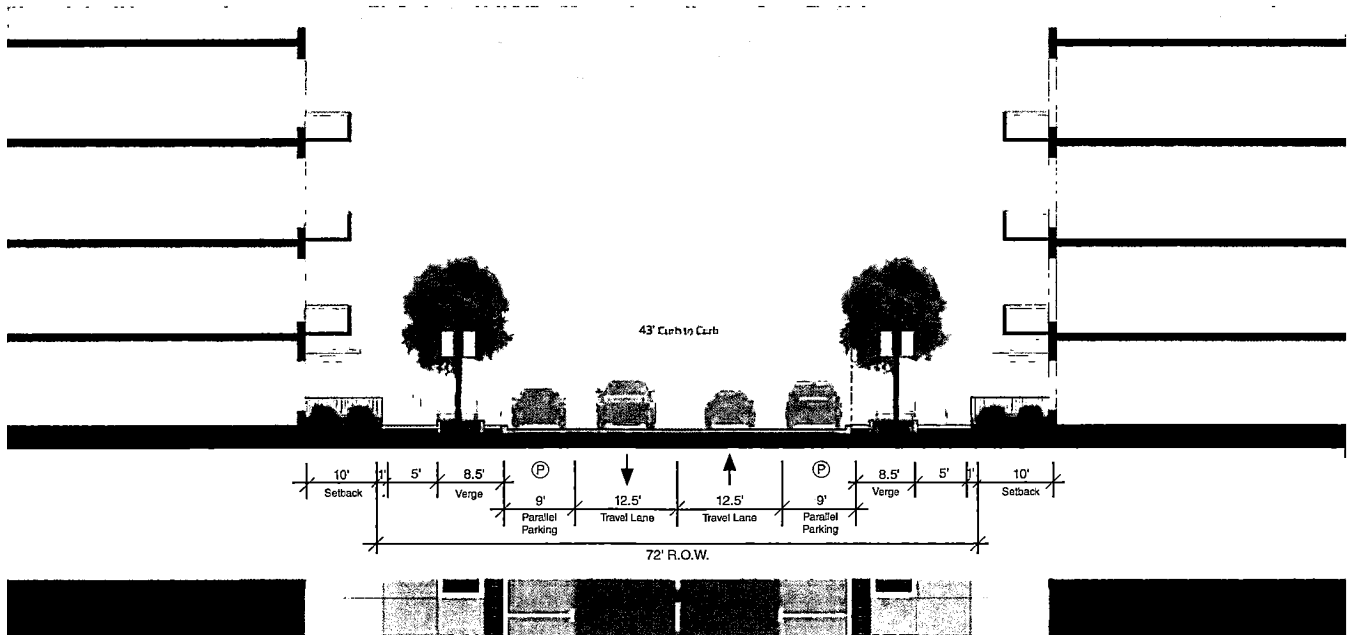 43' Curb to Curb
10' 1' 5' 8.5' P P 8.5' 5' 1' 10'
Setback Verge Verge Setback
9' 12.5' 12.5' 9'
Parallel Travel Lane Travel Lane Parallel
Parking Parking
72' R.O.W.